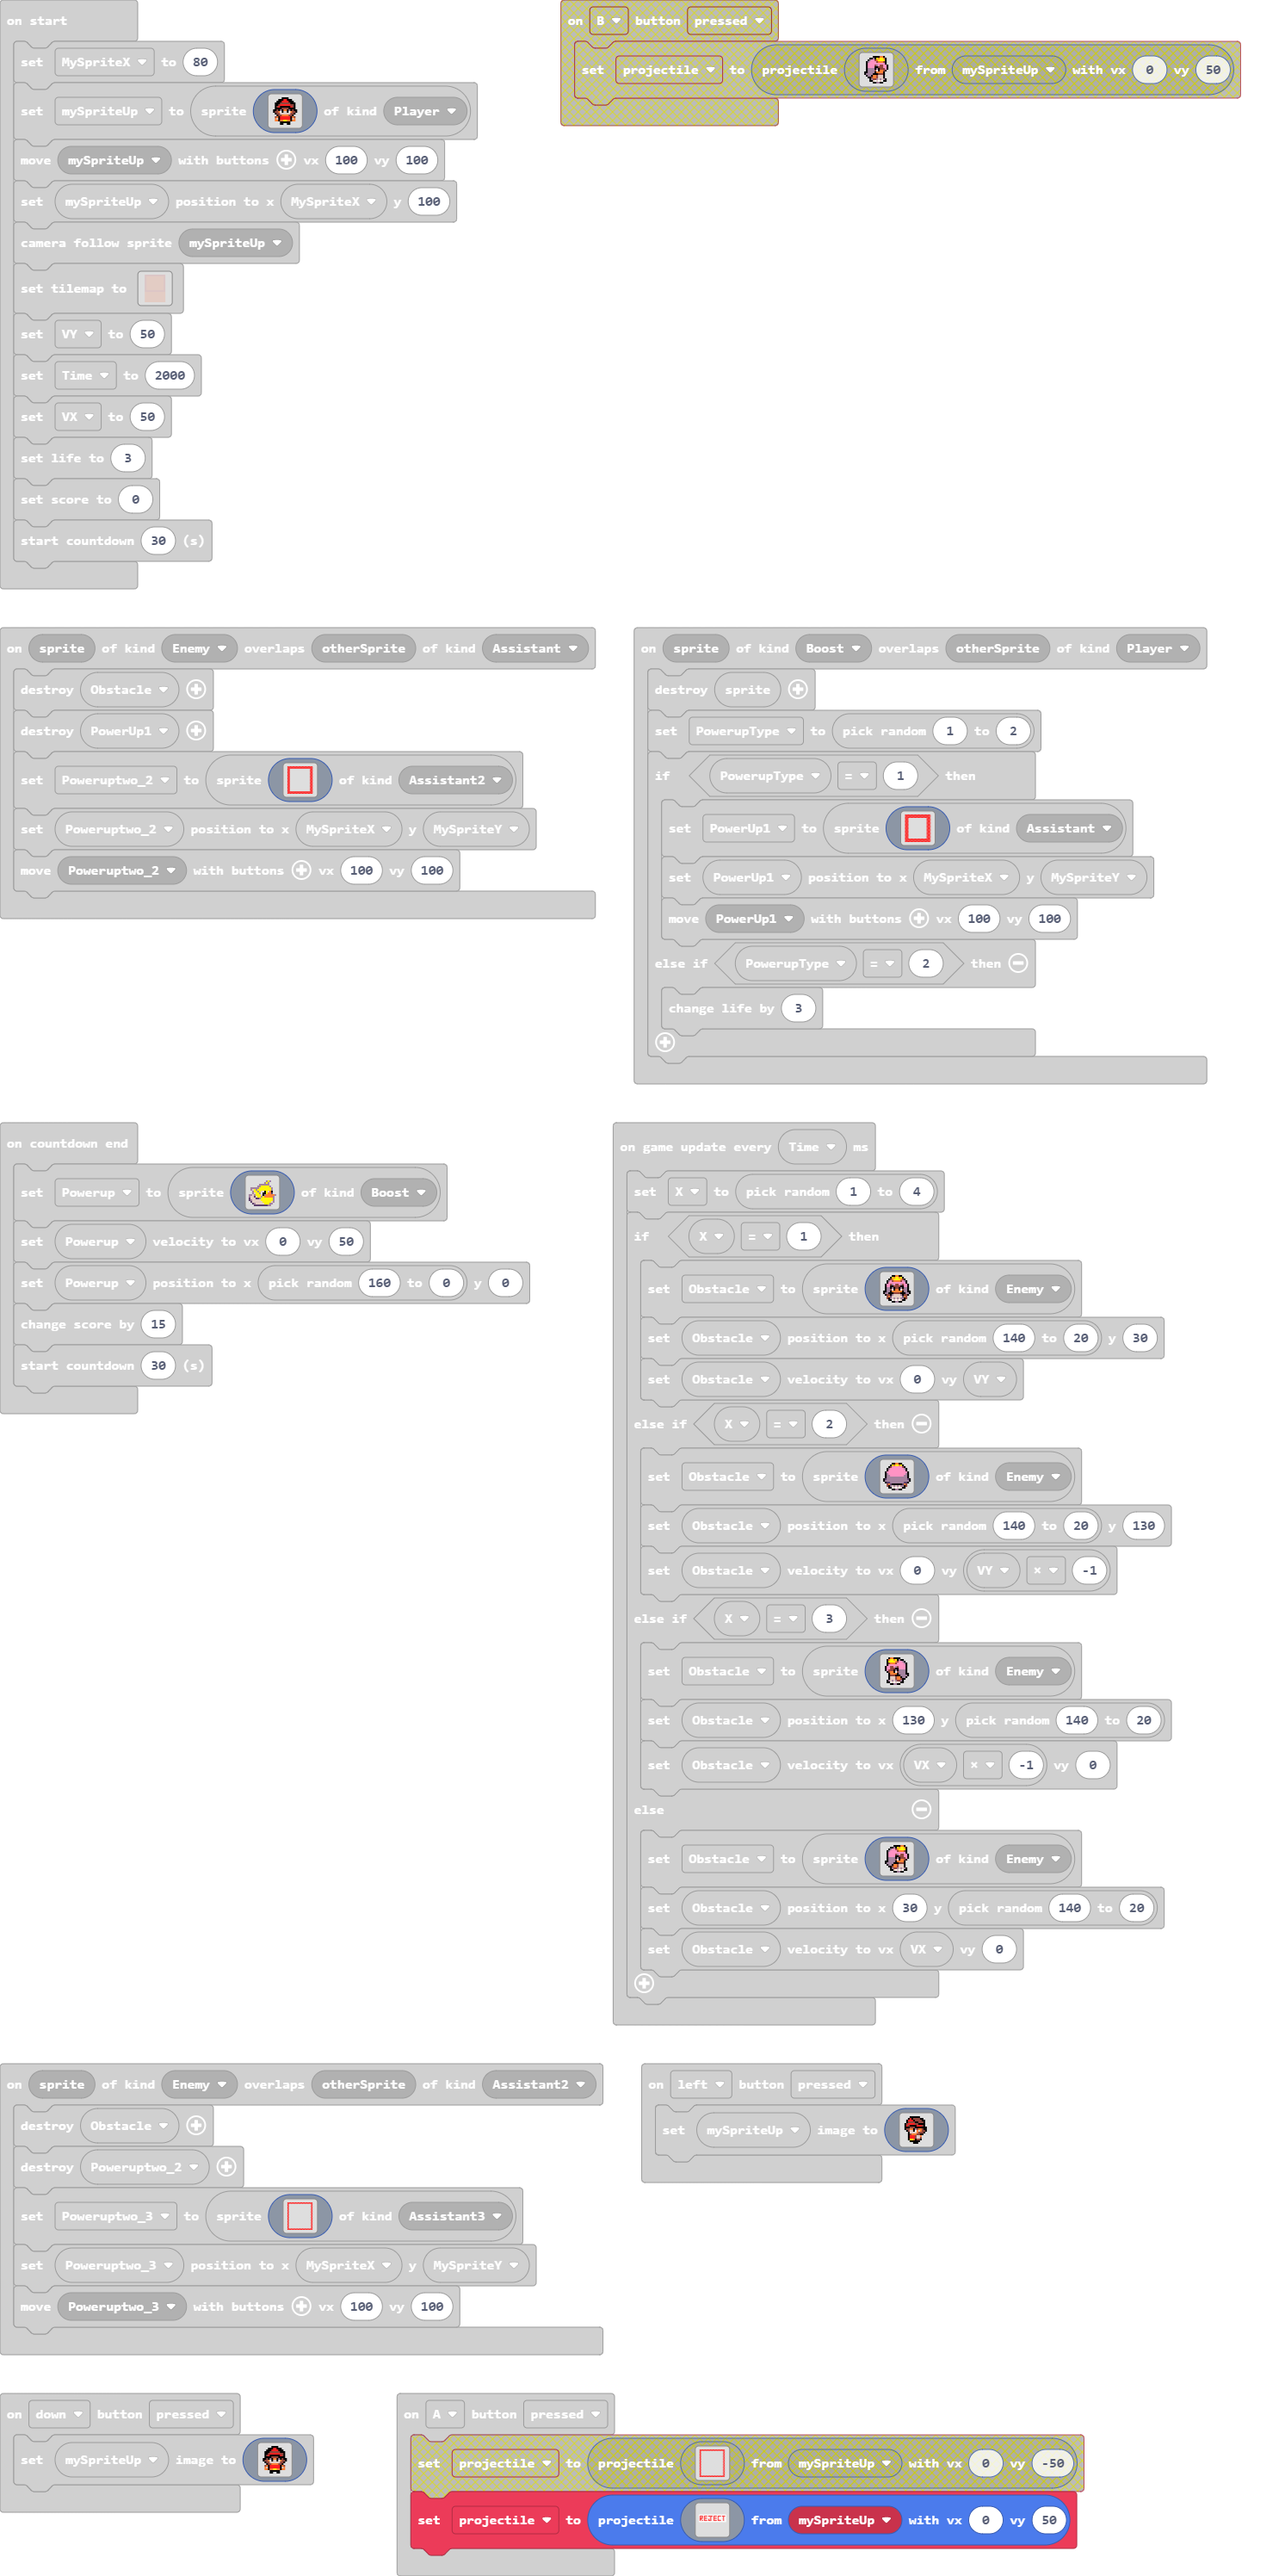 on start
set MySpriteX to 80
set mySpriteUp to sprite of kind Player
move mySpriteUp with buttons vx 100 vy 100
set mySpriteUp position to x MySpriteX y 100
camera follow sprite mySpriteUp
set tilemap to
set VY to 50
set Time to 2000
set VX to 50
set life to 3
set score to 0
start countdown 30 (s)
on B button pressed
set projectile to projectile from mySpriteUp with vx 0 vy 50
on sprite of kind Enemy overlaps otherSprite of kind Assistant
destroy Obstacle
destroy PowerUp1
set Poweruptwo_2 to sprite of kind Assistant2
set Poweruptwo_2 position to x MySpriteX y MySpriteY
move Poweruptwo_2 with buttons vx 100 vy 100
on sprite of kind Boost overlaps otherSprite of kind Player
destroy sprite
set PowerupType to pick random 1 to 2
if PowerupType = 1 then
set PowerUp1 to sprite of kind Assistant
set PowerUp1 position to x MySpriteX y MySpriteY
move PowerUp1 with buttons vx 100 vy 100
else if PowerupType = 2 then
change life by 3
on countdown end
set Powerup to sprite of kind Boost
set Powerup velocity to vx 0 vy 50
set Powerup position to x pick random 160 to 0 y 0
change score by 15
start countdown 30 (s)
on game update every Time ms
set X to pick random 1 to 4
if X = 1 then
set Obstacle to sprite of kind Enemy
set Obstacle position to x pick random 140 to 20 y 30
set Obstacle velocity to vx 0 vy VY
else if X = 2 then
set Obstacle to sprite of kind Enemy
set Obstacle position to x pick random 140 to 20 y 130
set Obstacle velocity to vx 0 vy VY × -1
else if X = 3 then
set Obstacle to sprite of kind Enemy
set Obstacle position to x 130 y pick random 140 to 20
set Obstacle velocity to vx VX × -1 vy 0
else
set Obstacle to sprite of kind Enemy
set Obstacle position to x 30 y pick random 140 to 20
set Obstacle velocity to vx VX vy 0
on sprite of kind Enemy overlaps otherSprite of kind Assistant2
destroy Obstacle
destroy Poweruptwo_2
set Poweruptwo_3 to sprite of kind Assistant3
set Poweruptwo_3 position to x MySpriteX y MySpriteY
move Poweruptwo_3 with buttons vx 100 vy 100
on left button pressed
set mySpriteUp image to
on down button pressed
set mySpriteUp image to
on A button pressed
set projectile to projectile from mySpriteUp with vx 0 vy -50
set projectile to projectile REJECT from mySpriteUp with vx 0 vy 50